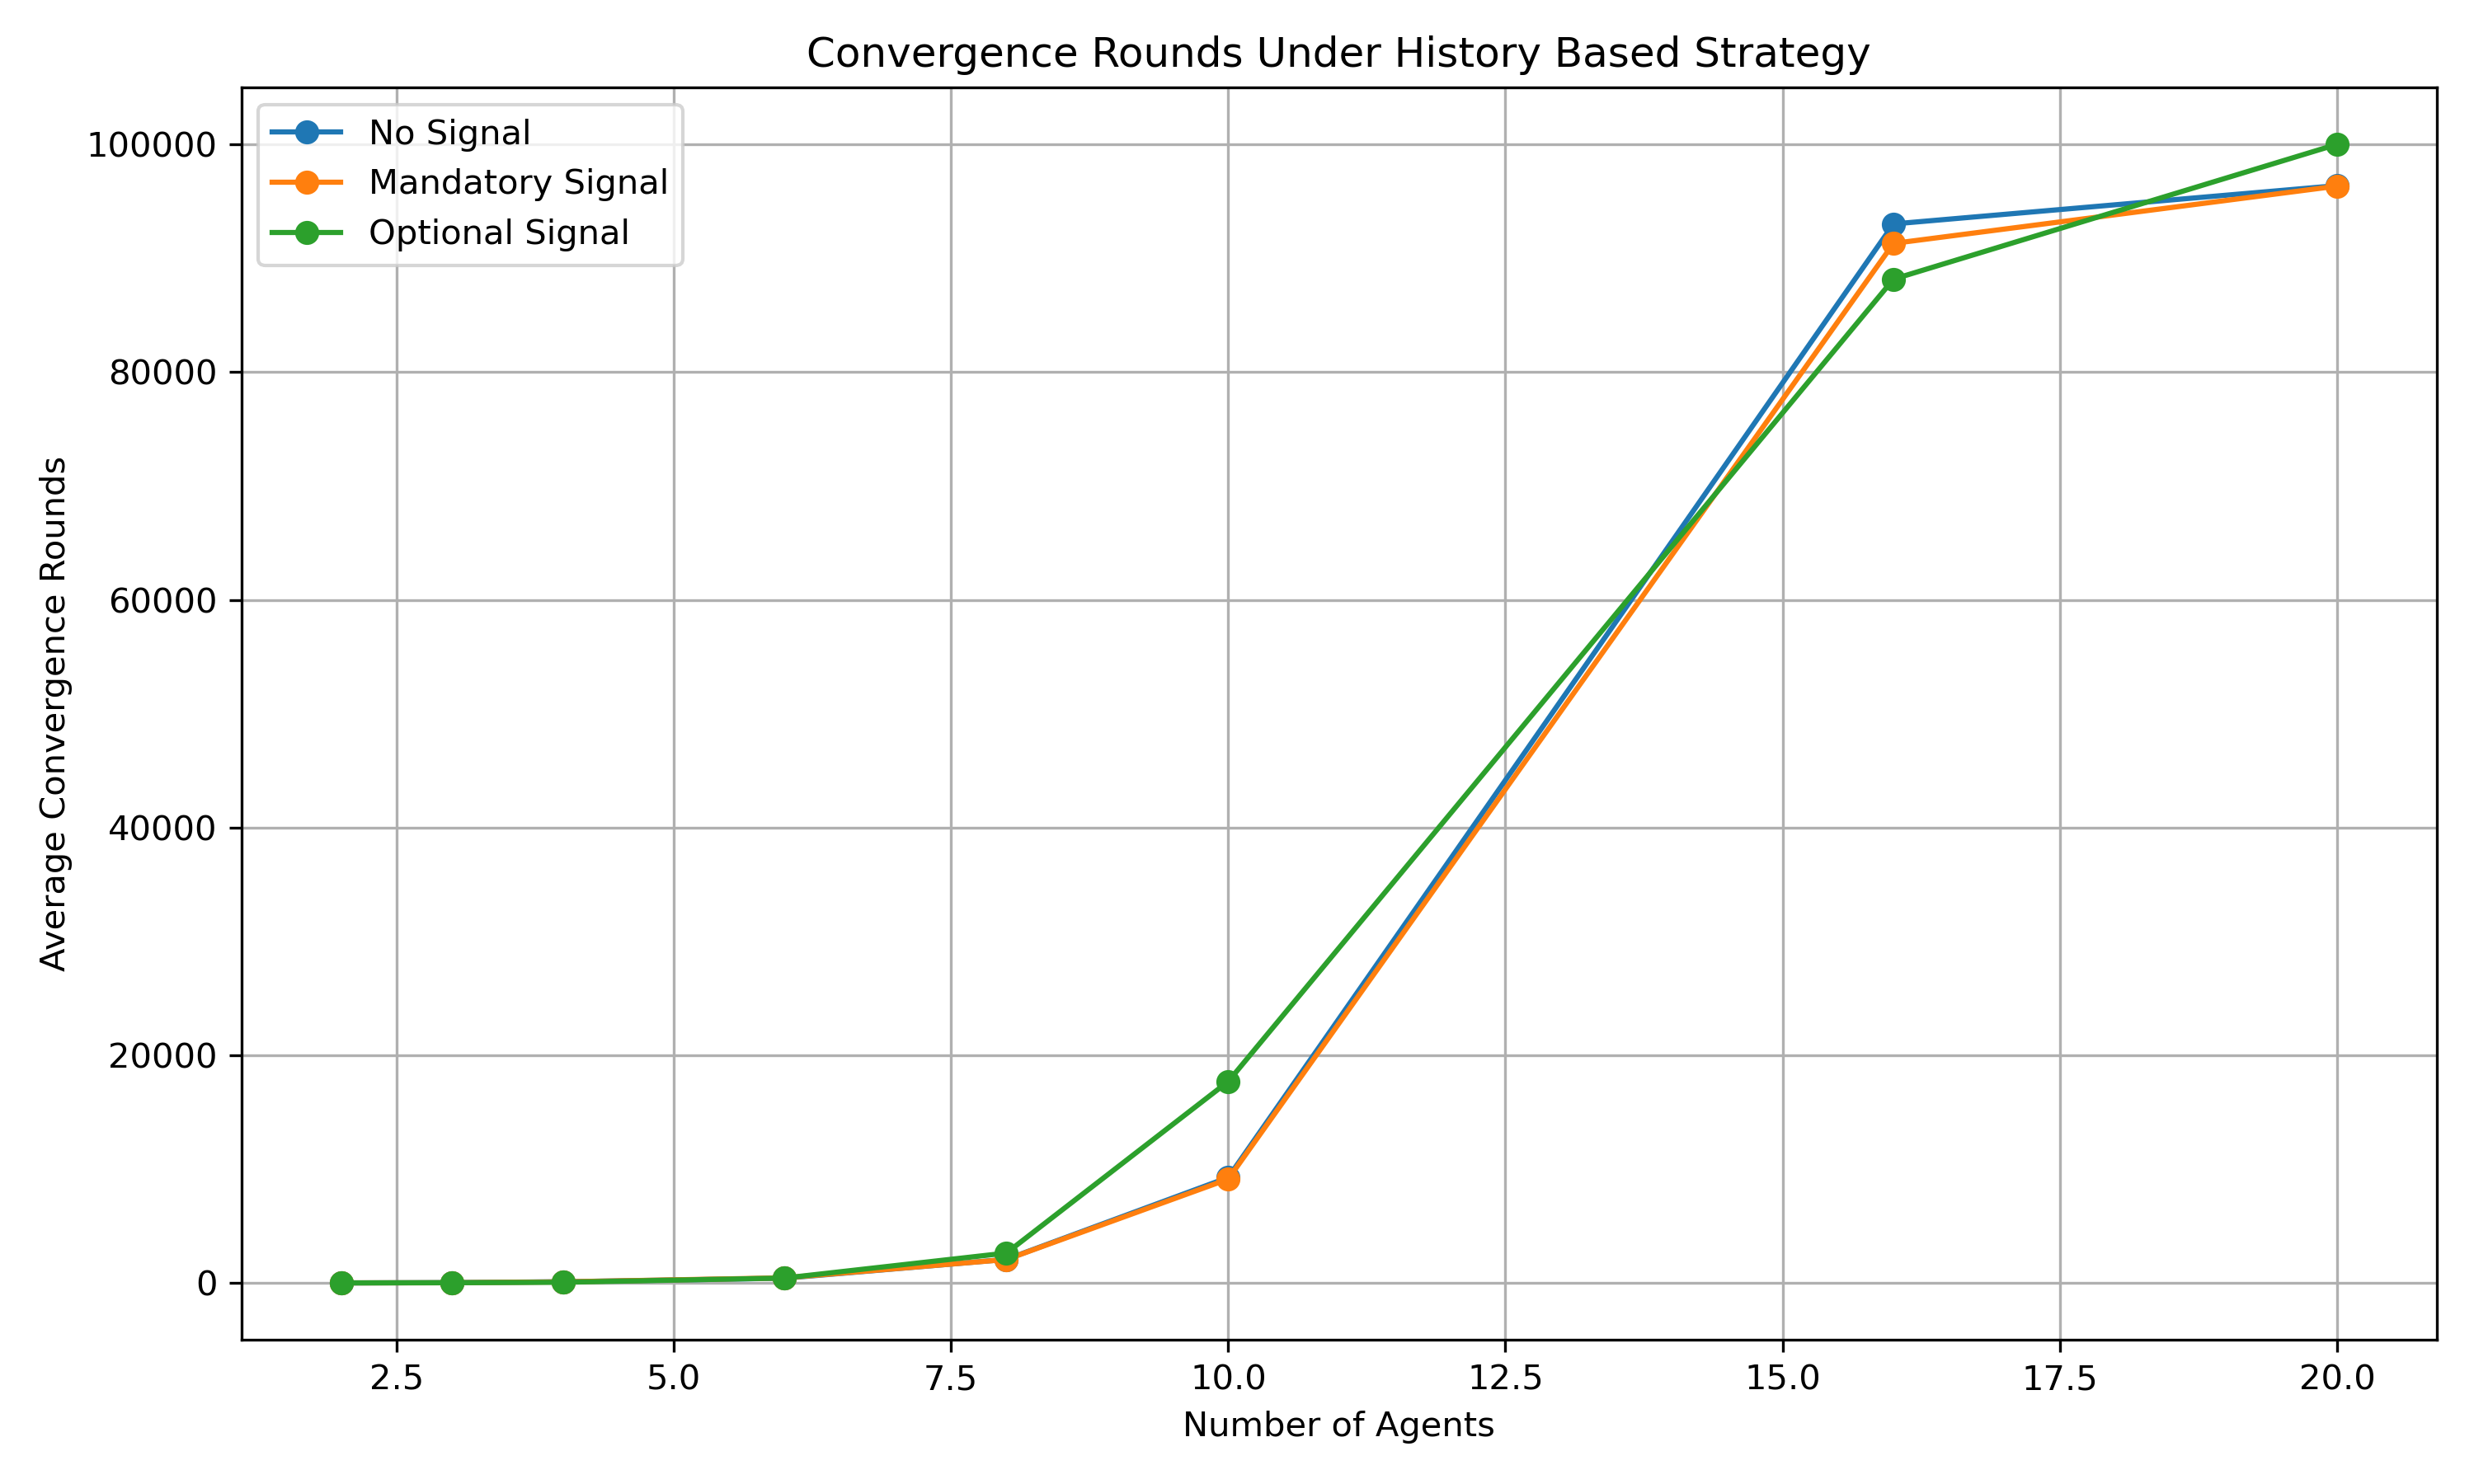 Convergence Rounds Under History Based Strategy
No Signal
Mandatory Signal
Optional Signal
100000
80000
60000
40000
20000
0
Average Convergence Rounds
2.5 5.0 7.5 10.0 12.5 15.0 17.5 20.0
Number of Agents